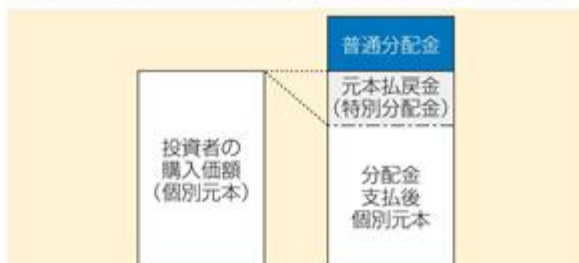 普通分配金
元本払戻金
（特別分配金）
投資者の
購入価額
（個別元本）
分配金
支払後
個別元本